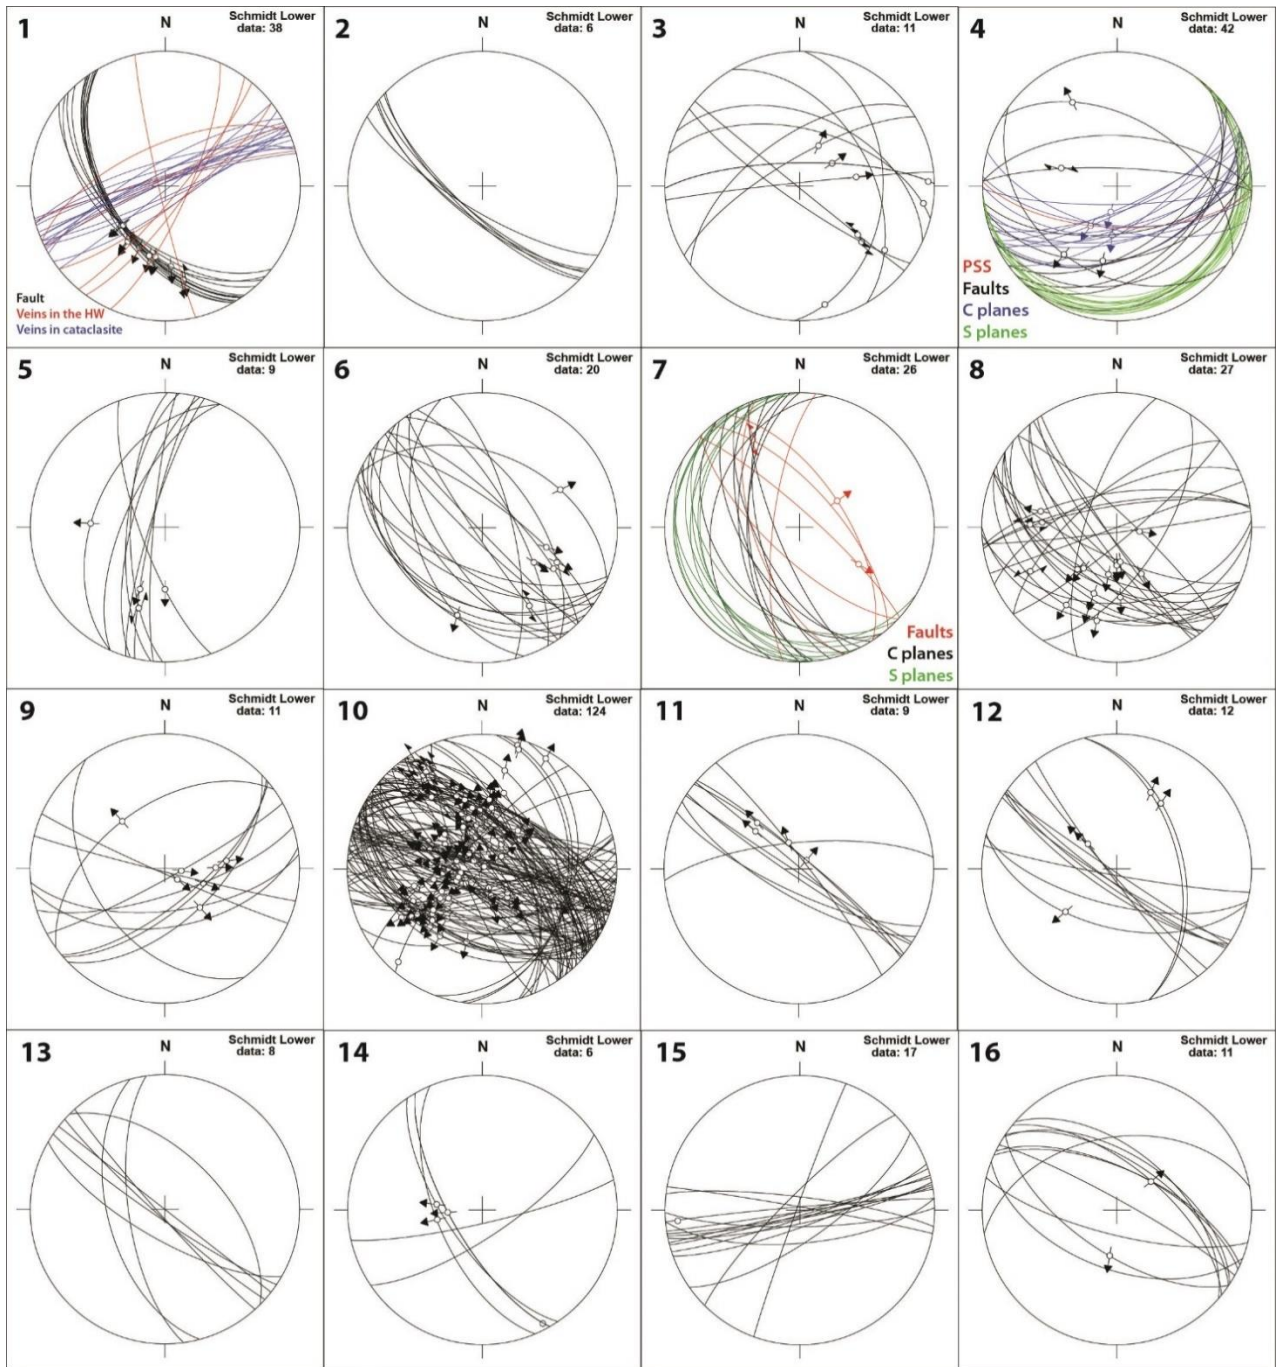 1
N
Schmidt Lower
data: 38
Fault
Veins in the HW
Veins in cataclasite
2
N
Schmidt Lower
data: 6
3
N
Schmidt Lower
data: 11
4
N
Schmidt Lower
data: 42
PSS
Faults
C planes
S planes
5
N
Schmidt Lower
data: 9
6
N
Schmidt Lower
data: 20
7
N
Schmidt Lower
data: 26
Faults
C planes
S planes
8
N
Schmidt Lower
data: 27
9
N
Schmidt Lower
data: 11
10
N
Schmidt Lower
data: 124
11
N
Schmidt Lower
data: 9
12
N
Schmidt Lower
data: 12
13
N
Schmidt Lower
data: 8
14
N
Schmidt Lower
data: 6
15
N
Schmidt Lower
data: 17
16
N
Schmidt Lower
data: 11